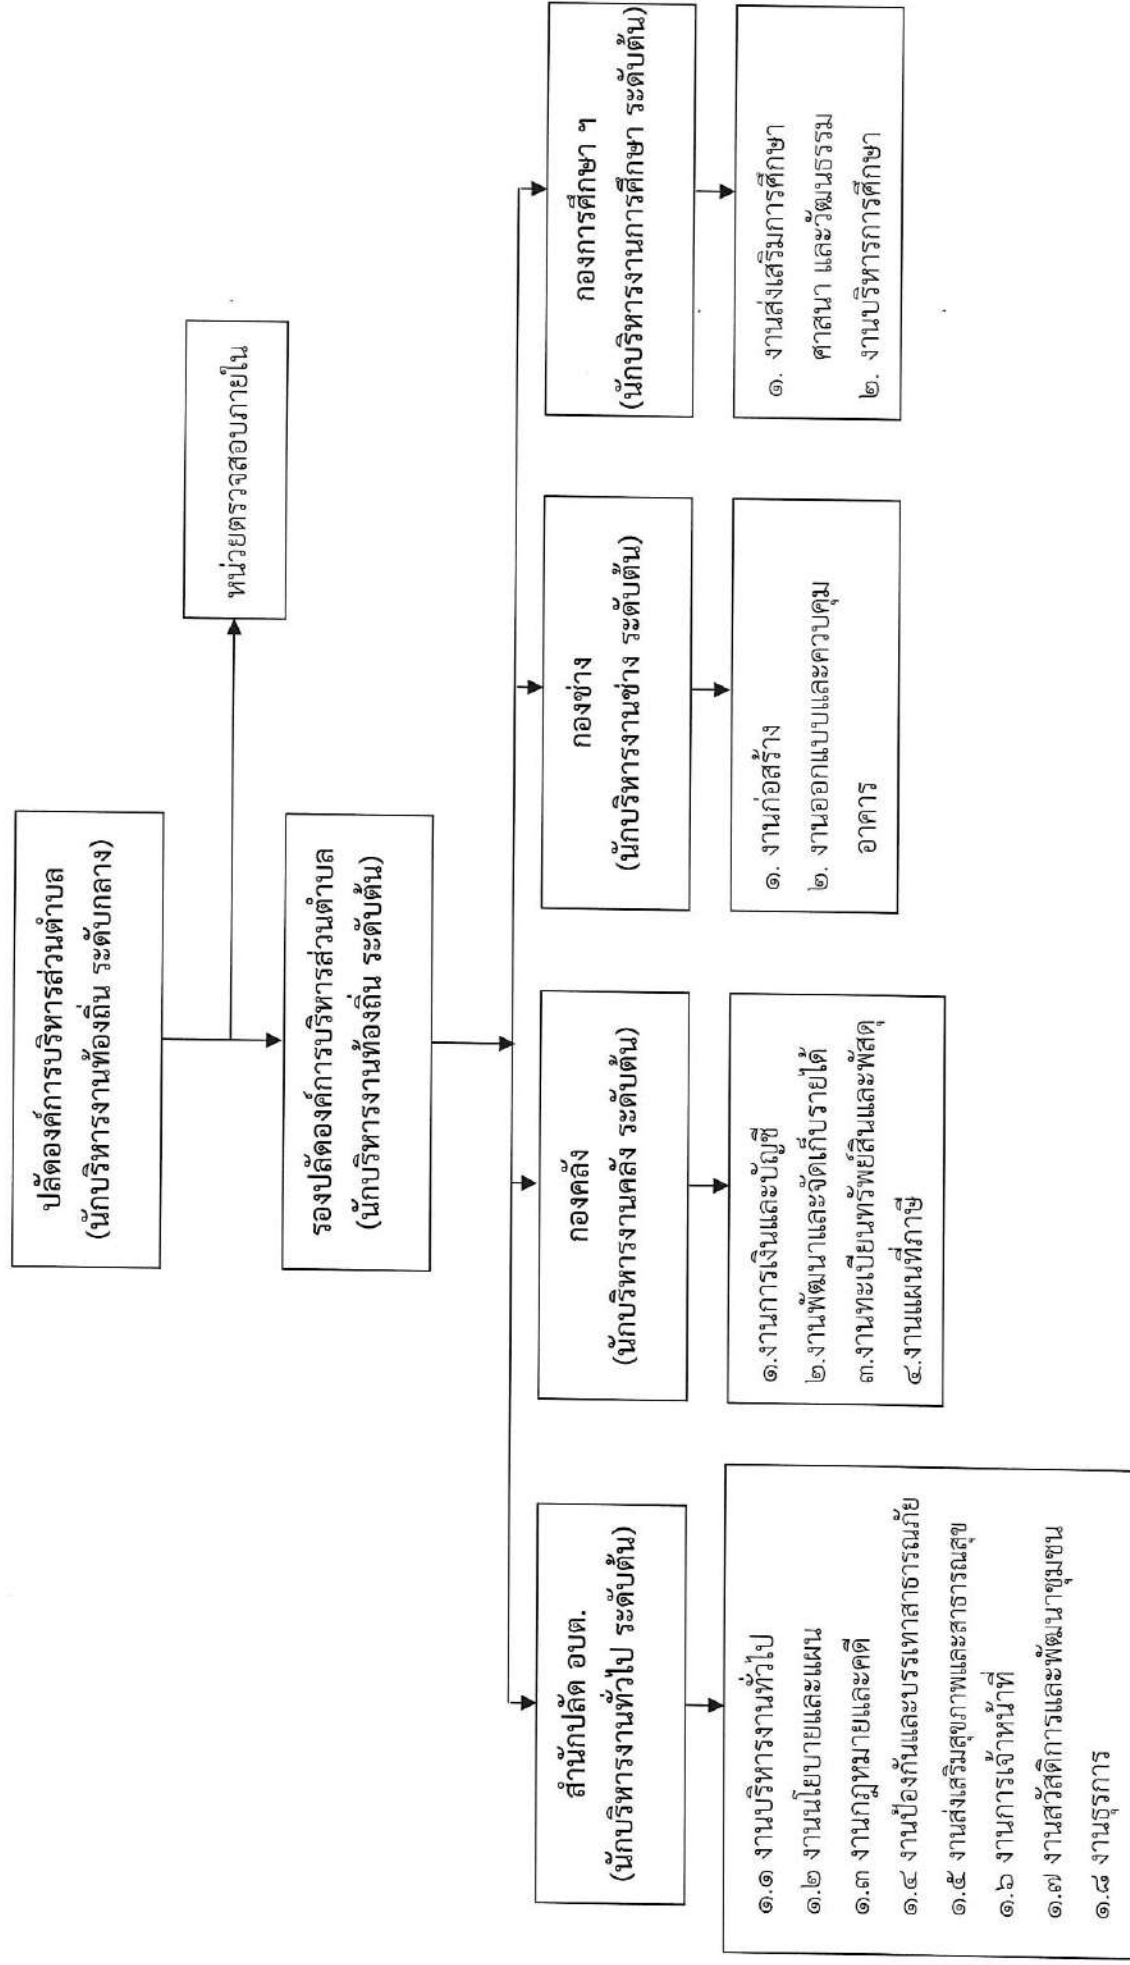 ปลัดองค์การบริหารส่วนตำบล
(นักบริหารงานท้องถิ่น ระดับกลาง)
หน่วยตรวจสอบภายใน
รองปลัดองค์การบริหารส่วนตำบล
(นักบริหารงานท้องถิ่น ระดับต้น)
สำนักปลัด อบต.
(นักบริหารงานทั่วไป ระดับต้น)
๑.๑ งานบริหารงานทั่วไป
๑.๒ งานนโยบายและแผน
๑.๓ งานกฎหมายและคดี
๑.๔ งานป้องกันและบรรเทาสาธารณภัย
๑.๕ งานส่งเสริมสุขภาพและสาธารณสุข
๑.๖ งานการเจ้าหน้าที่
๑.๗ งานสวัสดิการและพัฒนาชุมชน
๑.๘ งานธุรการ
กองคลัง
(นักบริหารงานคลัง ระดับต้น)
๑.งานการเงินและบัญชี
๒.งานพัฒนาและจัดเก็บรายได้
๓.งานทะเบียนทรัพย์สินและพัสดุ
๔.งานแผนที่ภาษี
กองช่าง
(นักบริหารงานช่าง ระดับต้น)
๑. งานก่อสร้าง
๒. งานออกแบบและควบคุม
อาคาร
กองการศึกษา ฯ
(นักบริหารงานการศึกษา ระดับต้น)
๑. งานส่งเสริมการศึกษา
ศาสนา และวัฒนธรรม
๒. งานบริหารการศึกษา